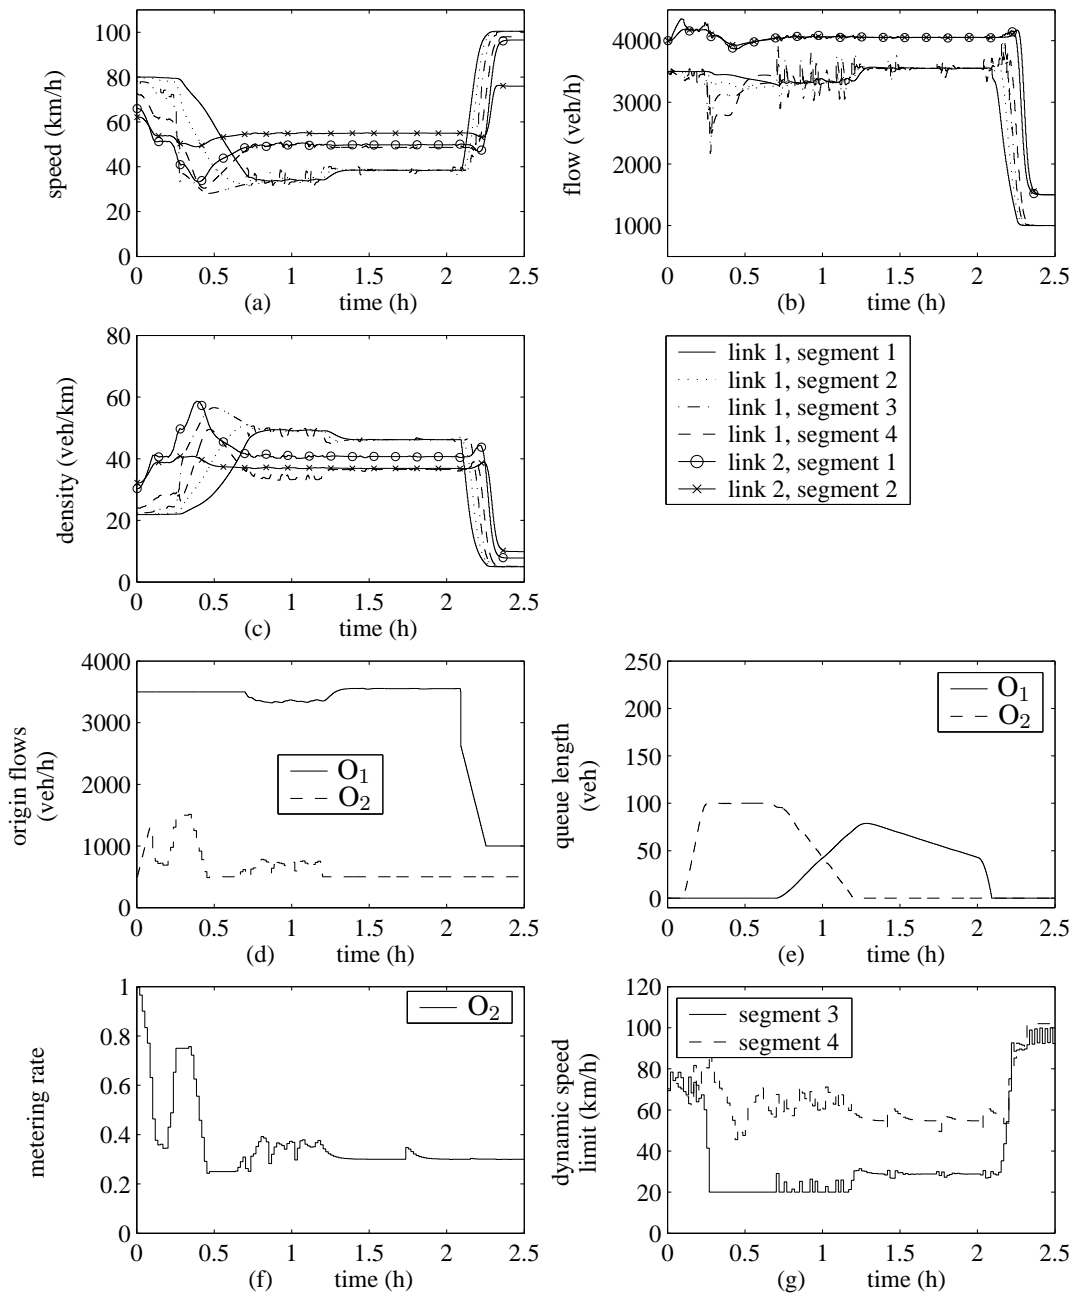 100
80
60
40
20
0
speed (km/h)
0 0.5 1 1.5 2 2.5
(a) time (h)
4000
3000
2000
1000
flow (veh/h)
0 0.5 1 1.5 2 2.5
(b) time (h)
80
60
40
20
0
density (veh/km)
0 0.5 1 1.5 2 2.5
(c) time (h)
link 1, segment 1
link 1, segment 2
link 1, segment 3
link 1, segment 4
link 2, segment 1
link 2, segment 2
4000
3000
2000
1000
0
origin flows
(veh/h)
O₁
O₂
0 0.5 1 1.5 2 2.5
(d) time (h)
250
200
150
100
50
0
queue length
(veh)
O₁
O₂
0 0.5 1 1.5 2 2.5
(e) time (h)
1
0.8
0.6
0.4
0.2
0
metering rate
O₂
0 0.5 1 1.5 2 2.5
(f) time (h)
120
100
80
60
40
20
0
dynamic speed
limit (km/h)
segment 3
segment 4
0 0.5 1 1.5 2 2.5
(g) time (h)